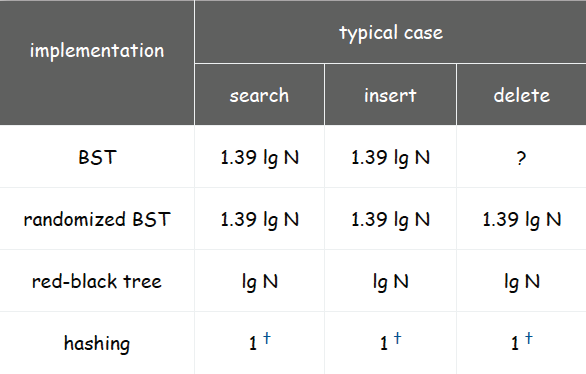 implementation
typical case
search insert delete
BST 1.39 lg N 1.39 lg N ?
randomized BST 1.39 lg N 1.39 lg N 1.39 lg N
red-black tree lg N lg N lg N
hashing 1 † 1 † 1 †